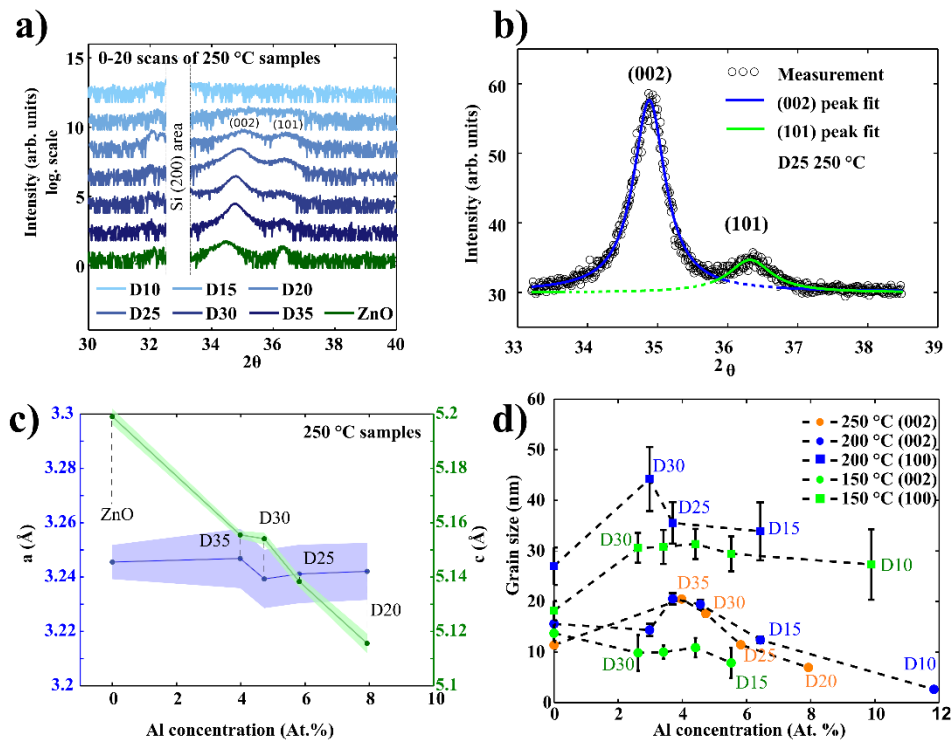 a)
0-20 scans of 250 °C samples
Intensity (arb. units)
log. scale
15
10
5
0
Si (200) area
(002)
(101)
D10 D15 D20
D25 D30 D35 ZnO
30 32 34 36 38 40
2θ
b)
Intensity (arb. units)
60
50
40
30
(002)
(101)
Measurement
(002) peak fit
(101) peak fit
D25 250 °C
33 34 35 36 37 38 39
2θ
c)
250 °C samples
a (Å)
3.3
3.28
3.26
3.24
3.22
3.2
c (Å)
5.2
5.18
5.16
5.14
5.12
5.1
ZnO
D35
D30
D25
D20
0 2 4 6 8 10
Al concentration (At.%)
d)
Grain size (nm)
60
50
40
30
20
10
0
250 °C (002)
200 °C (002)
200 °C (100)
150 °C (002)
150 °C (100)
D30
D25
D15
D30
D10
D35
D30
D15
D25
D20
D10
D30
D15
0 2 4 6 8 10 12
Al concentration (At. %)